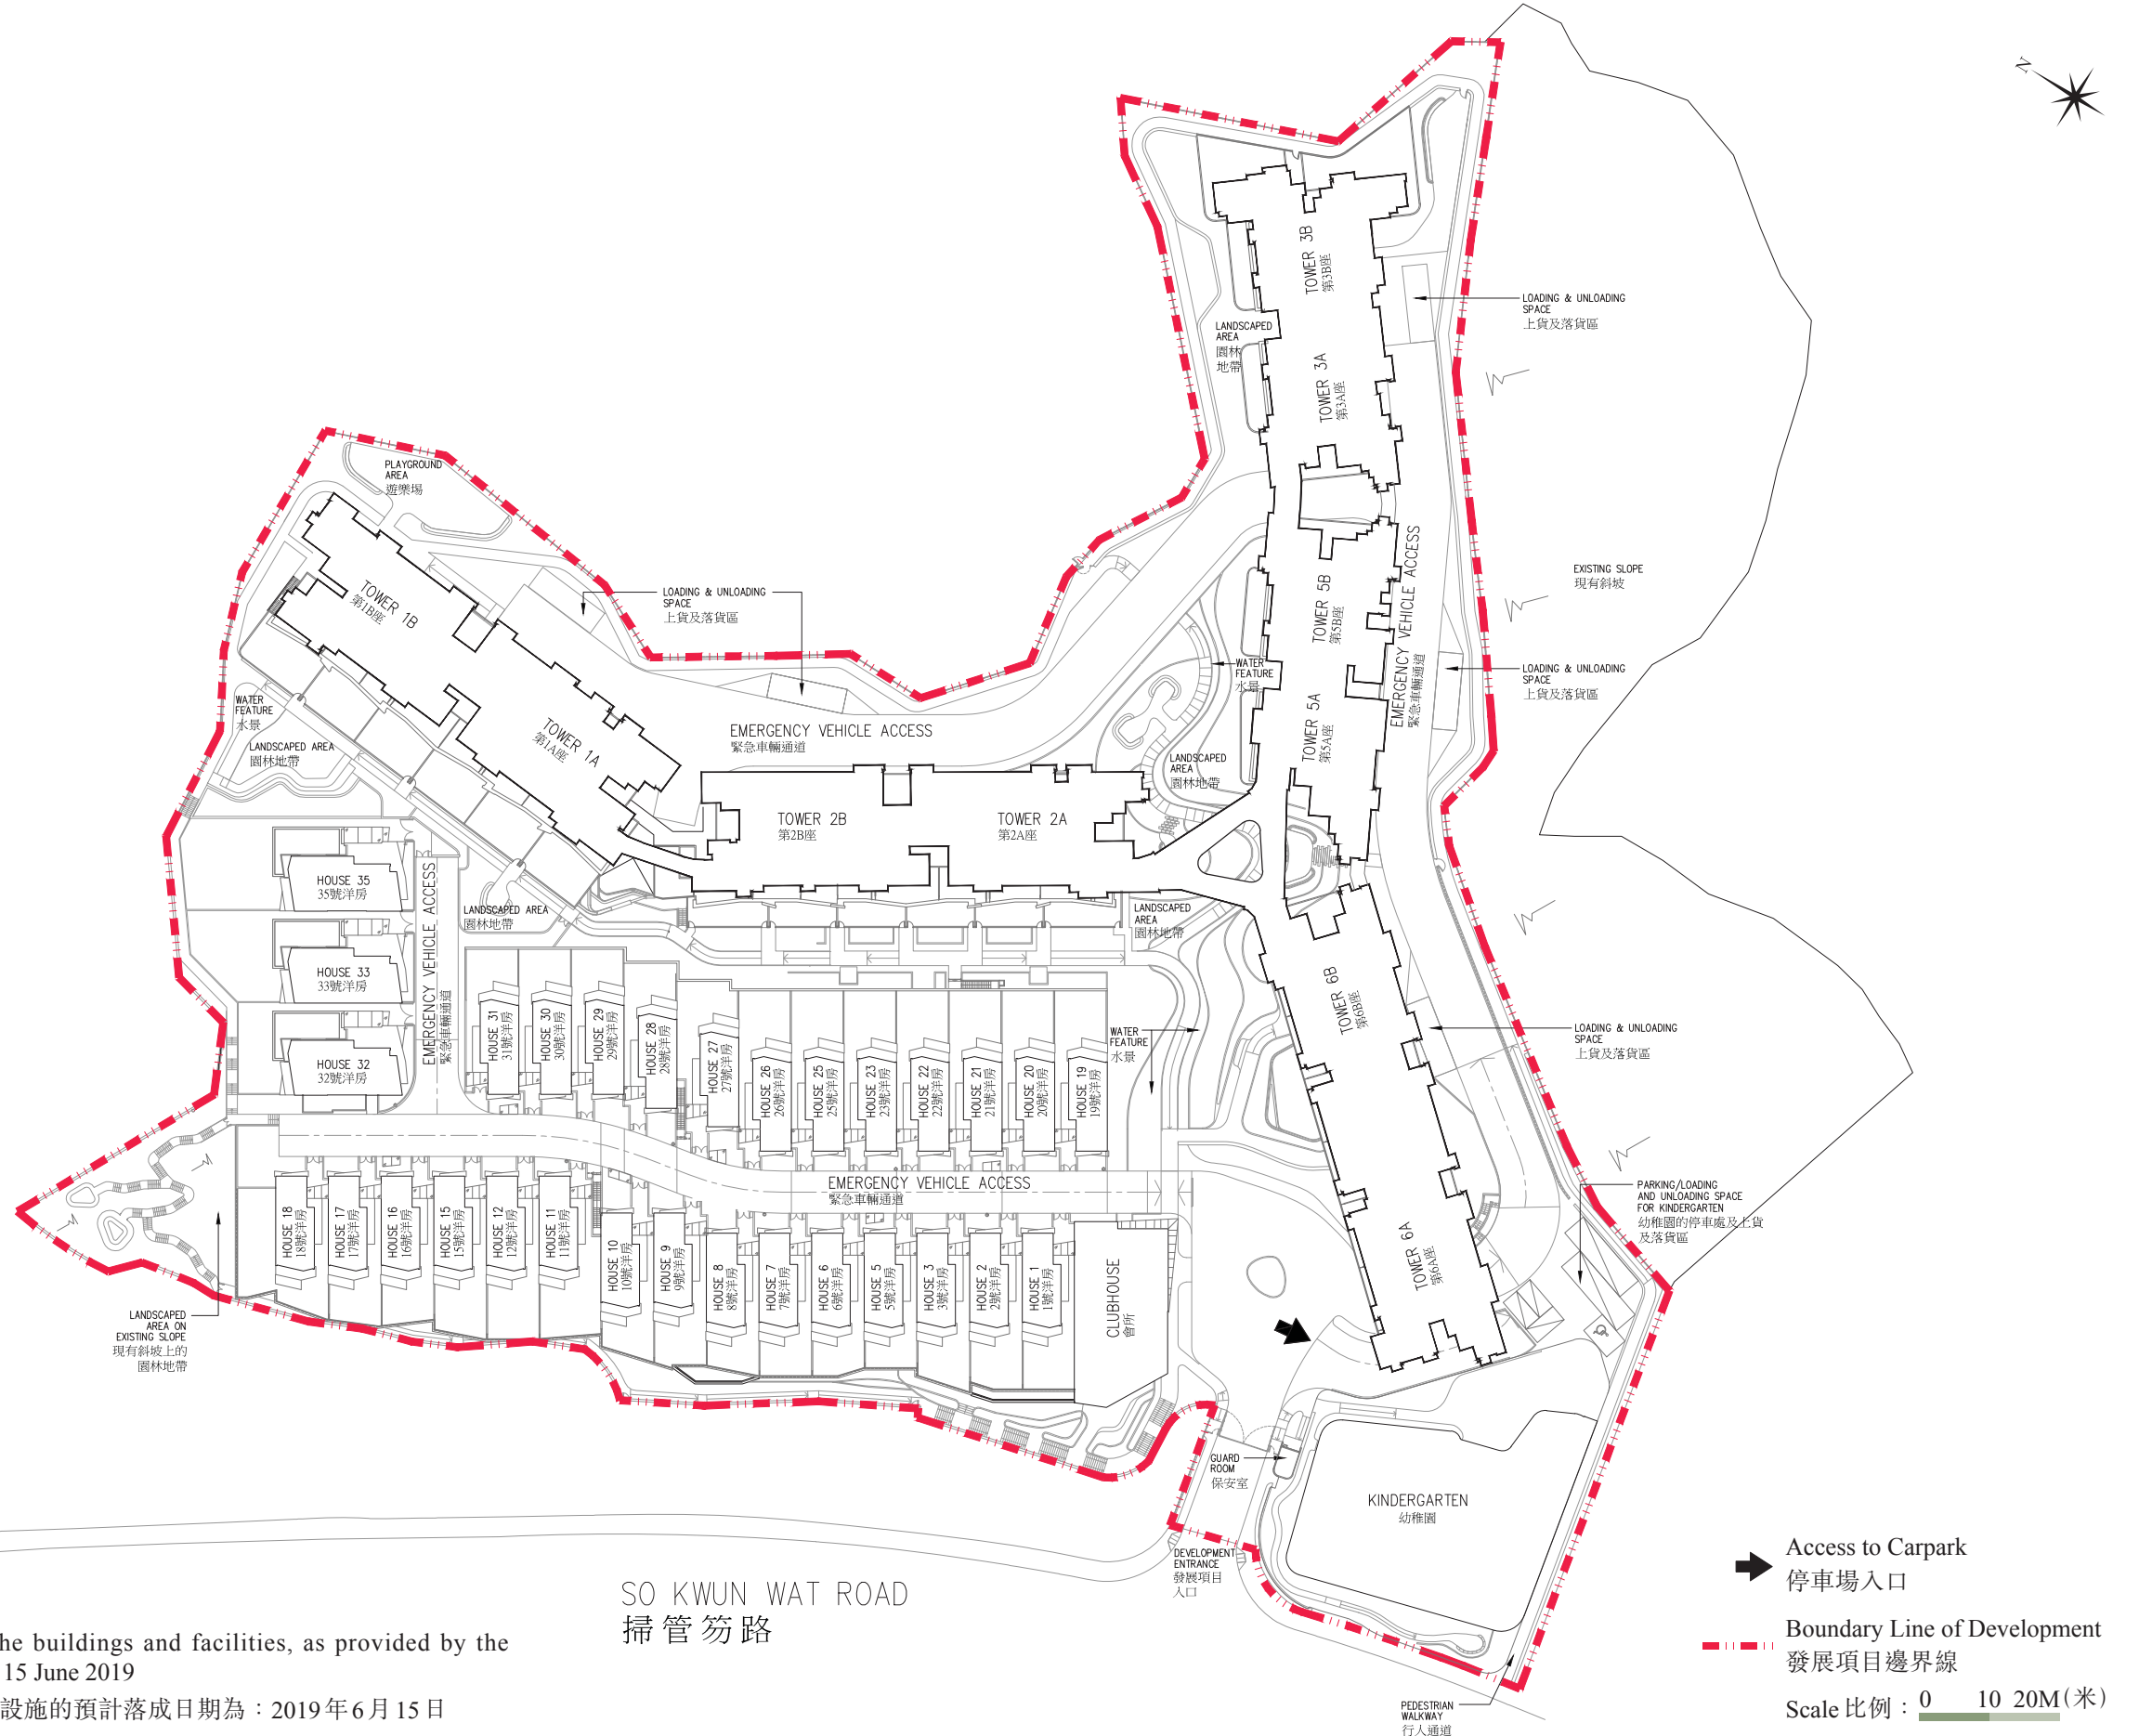 N
TOWER 3B
第3B座
LOADING & UNLOADING
SPACE
上貨及落貨區
LANDSCAPED
AREA
園林
地帶
TOWER 3A
第3A座
PLAYGROUND
AREA
遊樂場
EXISTING SLOPE
現有斜坡
TOWER 1B
第1B座
LOADING & UNLOADING
SPACE
上貨及落貨區
TOWER 5B
第5B座
EMERGENCY VEHICLE ACCESS
緊急車輛通道
WATER
FEATURE
水景
LOADING & UNLOADING
SPACE
上貨及落貨區
WATER
FEATURE
水景
LANDSCAPED AREA
園林地帶
TOWER 1A
第1A座
EMERGENCY VEHICLE ACCESS
緊急車輛通道
TOWER 5A
第5A座
LANDSCAPED
AREA
園林地帶
TOWER 2B
第2B座
TOWER 2A
第2A座
HOUSE 35
35號洋房
EMERGENCY VEHICLE ACCESS
緊急車輛通道
LANDSCAPED AREA
園林地帶
LANDSCAPED
AREA
園林地帶
HOUSE 33
33號洋房
TOWER 6B
第6B座
HOUSE 32
32號洋房
HOUSE 31
31號洋房
HOUSE 30
30號洋房
HOUSE 29
29號洋房
HOUSE 28
28號洋房
HOUSE 27
27號洋房
HOUSE 26
26號洋房
HOUSE 25
25號洋房
HOUSE 23
23號洋房
HOUSE 22
22號洋房
HOUSE 21
21號洋房
HOUSE 20
20號洋房
HOUSE 19
19號洋房
WATER
FEATURE
水景
LOADING & UNLOADING
SPACE
上貨及落貨區
EMERGENCY VEHICLE ACCESS
緊急車輛通道
PARKING/LOADING
AND UNLOADING SPACE
FOR KINDERGARTEN
幼稚園的停車處及上貨
及落貨區
HOUSE 18
18號洋房
HOUSE 17
17號洋房
HOUSE 16
16號洋房
HOUSE 15
15號洋房
HOUSE 12
12號洋房
HOUSE 11
11號洋房
HOUSE 10
10號洋房
HOUSE 9
9號洋房
HOUSE 8
8號洋房
HOUSE 7
7號洋房
HOUSE 6
6號洋房
HOUSE 5
5號洋房
HOUSE 3
3號洋房
HOUSE 2
2號洋房
HOUSE 1
1號洋房
CLUBHOUSE
會所
TOWER 6A
第6A座
LANDSCAPED
AREA ON
EXISTING SLOPE
現有斜坡上的
園林地帶
GUARD
ROOM
保安室
KINDERGARTEN
幼稚園
DEVELOPMENT
ENTRANCE
發展項目
入口
SO KWUN WAT ROAD
掃管笏路
PEDESTRIAN
WALKWAY
行人通道
Access to Carpark
停車場入口
Boundary Line of Development
發展項目邊界線
Scale 比例 : 0 10 20M(米)
he buildings and facilities, as provided by the
15 June 2019
設施的預計落成日期為：2019年6月15日